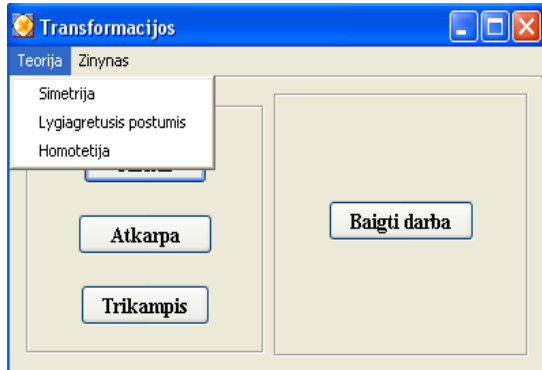 Transformacijos
Teorija Zinynas
Simetrija
Lygiagretusis postumis
Homotetija
Atkarpa
Baigti darba
Trikampis